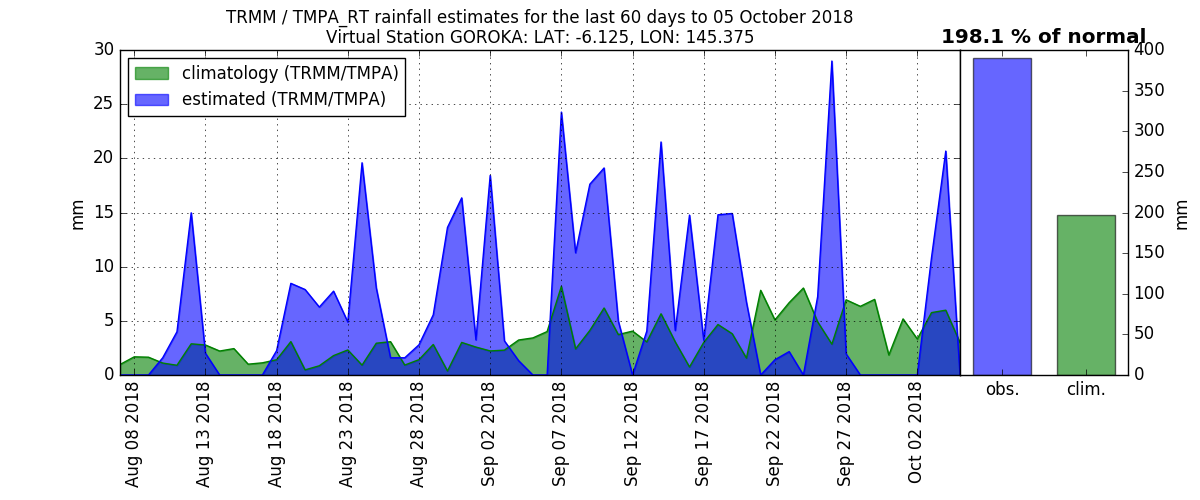 TRMM / TMPA_RT rainfall estimates for the last 60 days to 05 October 2018
Virtual Station GOROKA: LAT: -6.125, LON: 145.375
198.1 % of normal
climatology (TRMM/TMPA)
estimated (TRMM/TMPA)
30
25
20
15
10
5
0
mm
400
350
300
250
200
150
100
50
0
mm
obs.
clim.
Aug 08 2018
Aug 13 2018
Aug 18 2018
Aug 23 2018
Aug 28 2018
Sep 02 2018
Sep 07 2018
Sep 12 2018
Sep 17 2018
Sep 22 2018
Sep 27 2018
Oct 02 2018